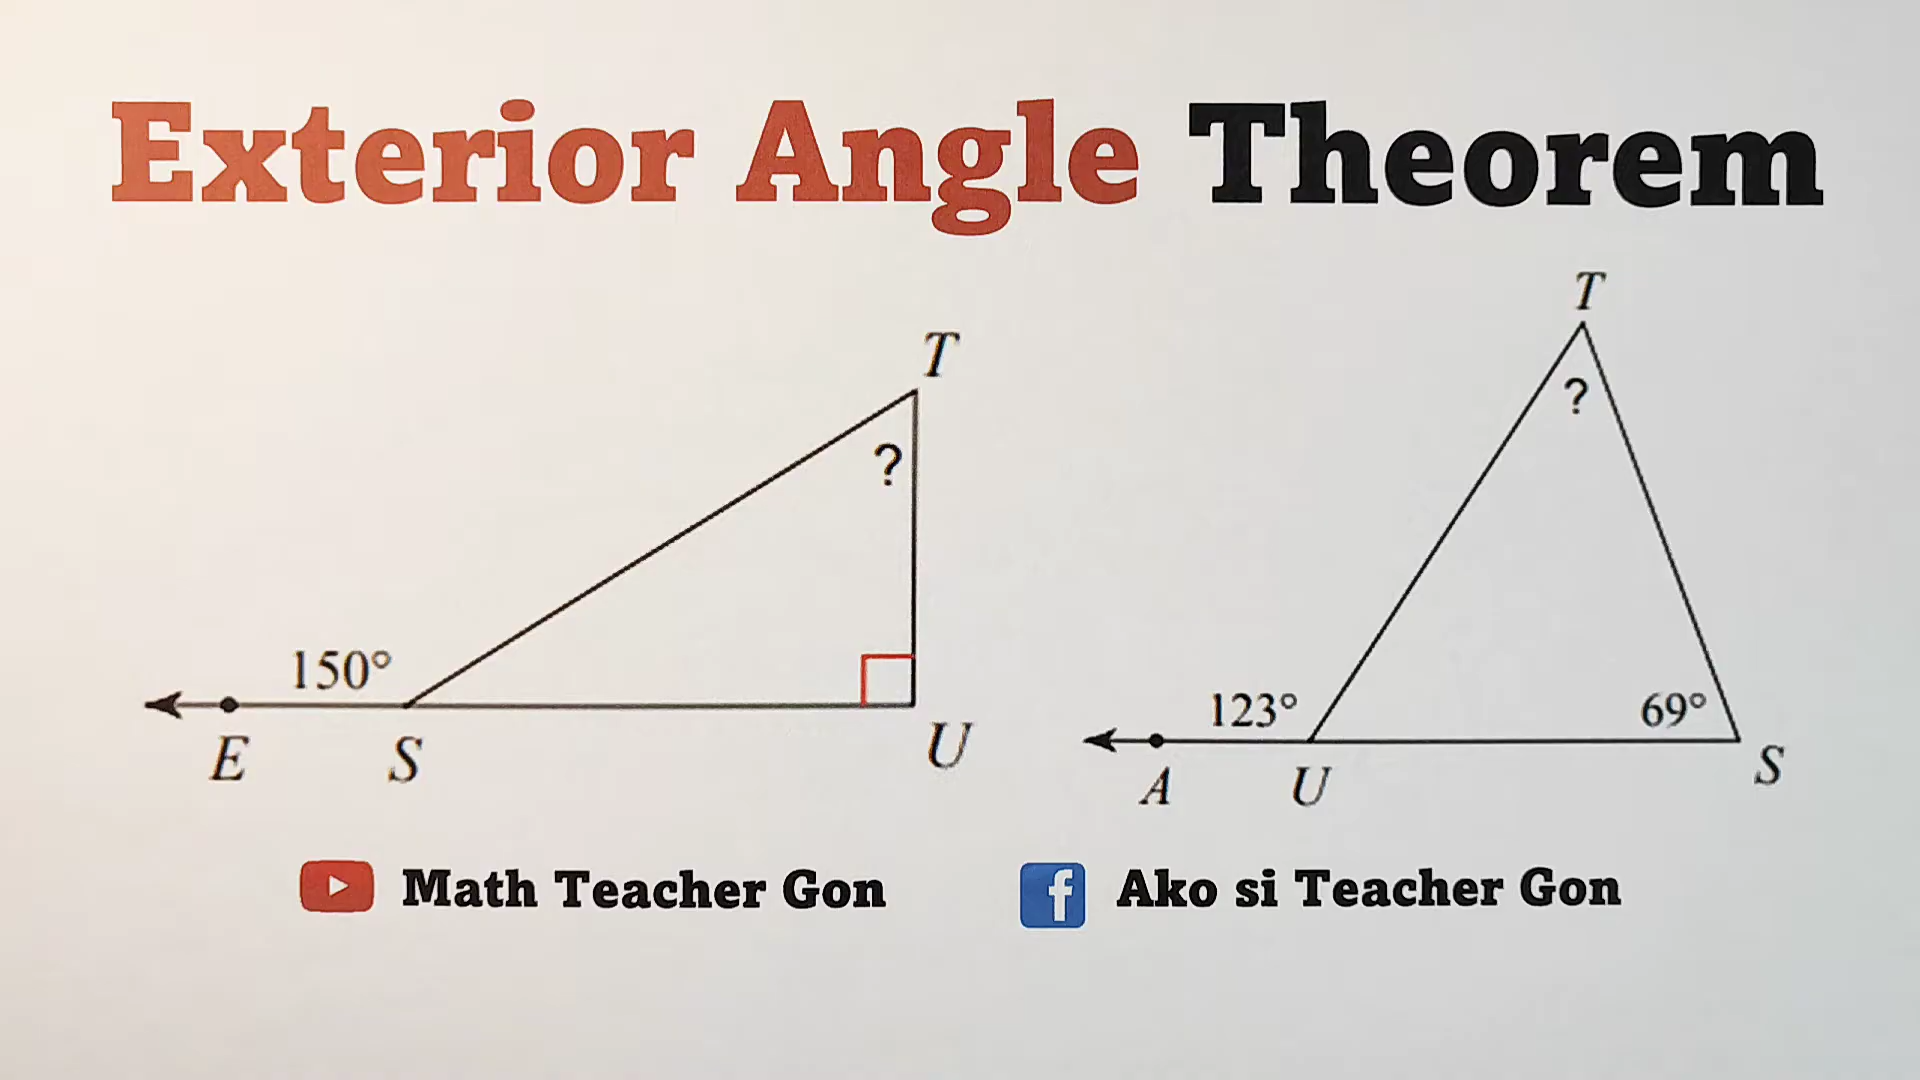 Exterior Angle Theorem
T
?
150°
E
S
U
T
?
123°
69°
A
U
S
Math Teacher Gon
Ako si Teacher Gon